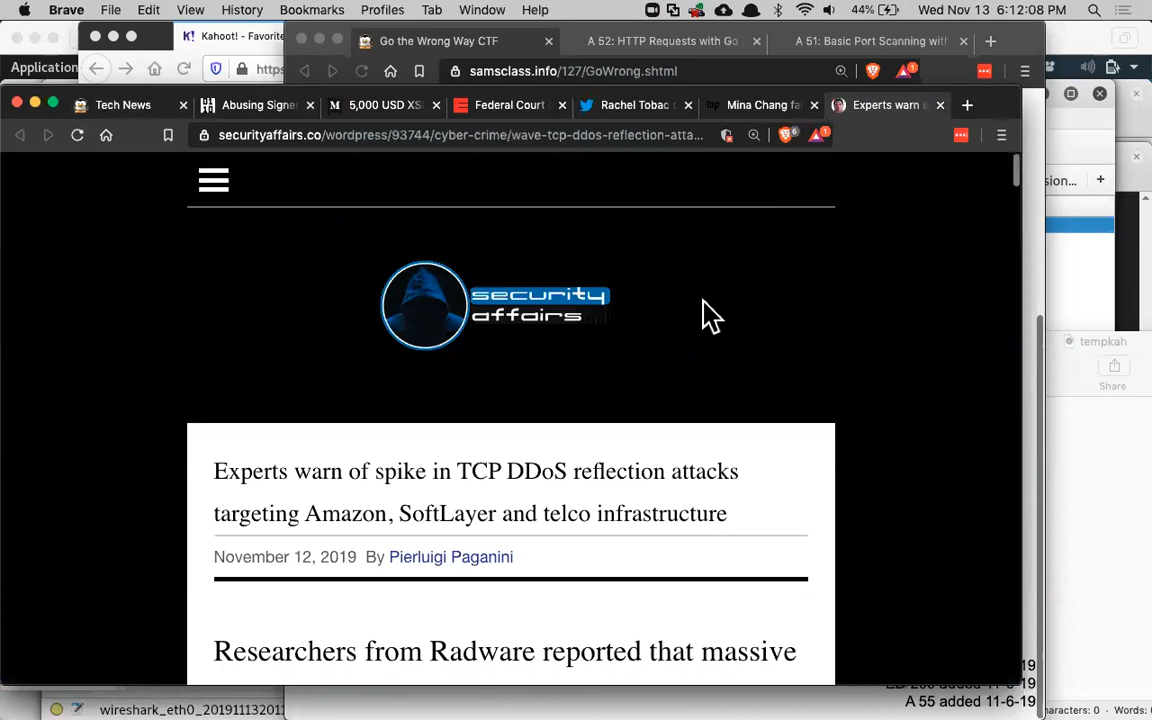 Brave File Edit View History Bookmarks Profiles Tab Window Help 44% Wed Nov 13 6:12:08 PM
K! Kahoot! - Favorite
Go the Wrong Way CTF A 52: HTTP Requests with Go A 51: Basic Port Scanning with
Application https
samsclass.info/127/GoWrong.shtml
Tech News Abusing Signe 5,000 USD XS Federal Court Rachel Tobac Mina Chang fa Experts warn
securityaffairs.co/wordpress/93744/cyber-crime/wave-tcp-ddos-reflection-atta...
sion...
security
affairs
tempkah
Share
Experts warn of spike in TCP DDoS reflection attacks
targeting Amazon, SoftLayer and telco infrastructure
November 12, 2019 By Pierluigi Paganini
Researchers from Radware reported that massive
A 55 added 11-6-19
wireshark_eth0_2019111320
haracters: 0 Words: